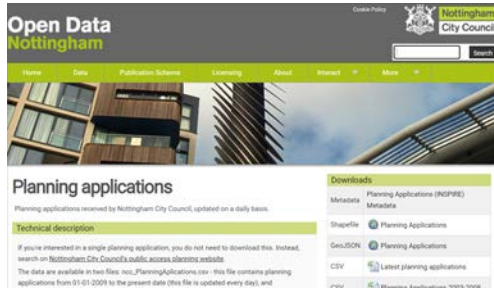 Cookie Policy
Open Data
Nottingham
Nottingham
City Council
Search
Home Data Publication Scheme Licensing About Interact More
Planning applications
Planning applications received by Nottingham City Council, updated on a daily basis.
Technical description
If you're interested in a single planning application, you do not need to download this. Instead,
search on Nottingham City Council's public access planning website.
The data are available in two files: ncc_PlanningAplications.csv - this file contains planning
applications from 01-01-2009 to the present date (this file is updated every day), and
Downloads
Metadata Planning Applications (INSPIRE)
Metadata
Shapefile Planning Applications
GeoJSON Planning Applications
CSV Latest planning applications
CSV Planning Applications 2003-2008